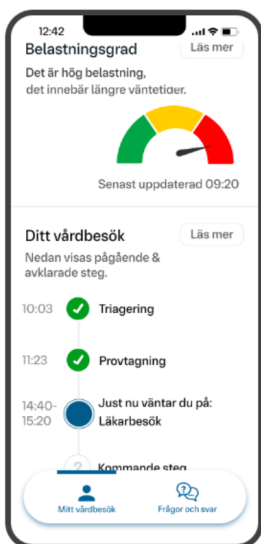 12:42
Belastningsgrad
Läs mer
Det är hög belastning,
det innebär längre väntetider.
Senast uppdaterad 09:20
Ditt vårdbesök
Läs mer
Nedan visas pågående &
avklarade steg.
10:03 Triagering
11:23 Provtagning
14:40-
15:20
Just nu väntar du på:
Läkarbesök
? Kommande steg
Mitt vårdbesök
Frågor och svar